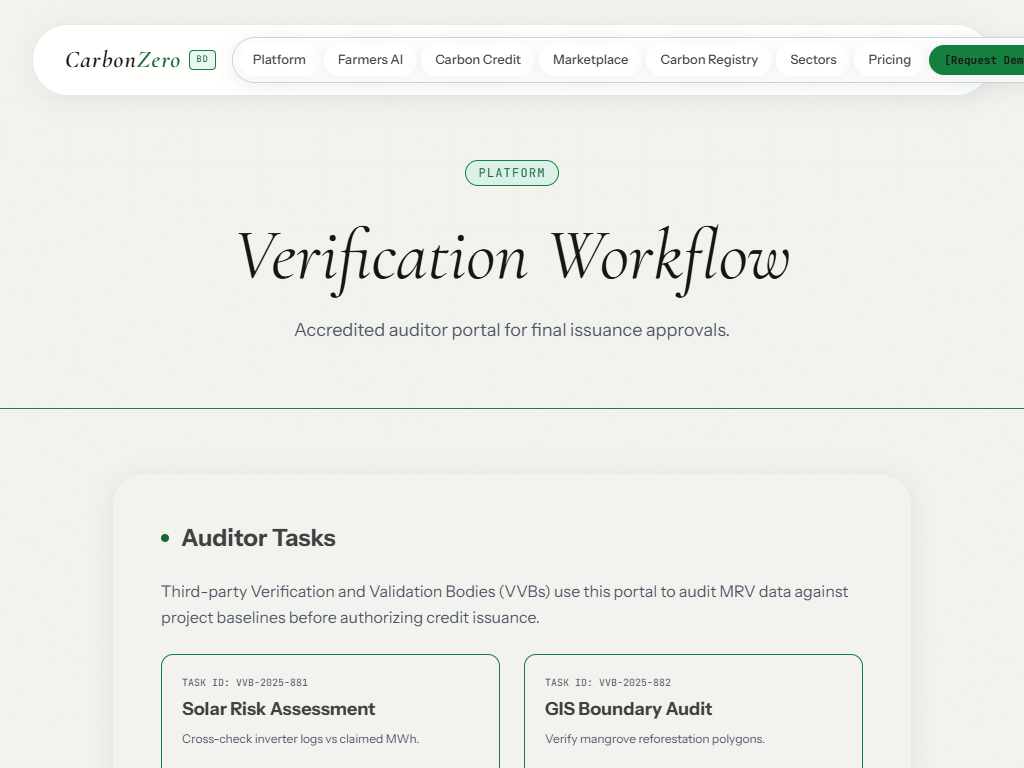 CarbonZero BD Platform Farmers AI Carbon Credit Marketplace Carbon Registry Sectors Pricing [Request Dem
PLATFORM
Verification Workflow
Accredited auditor portal for final issuance approvals.
Auditor Tasks
Third-party Verification and Validation Bodies (VVBs) use this portal to audit MRV data against
project baselines before authorizing credit issuance.
TASK ID: VVB-2025-881
Solar Risk Assessment
Cross-check inverter logs vs claimed MWh.
TASK ID: VVB-2025-882
GIS Boundary Audit
Verify mangrove reforestation polygons.